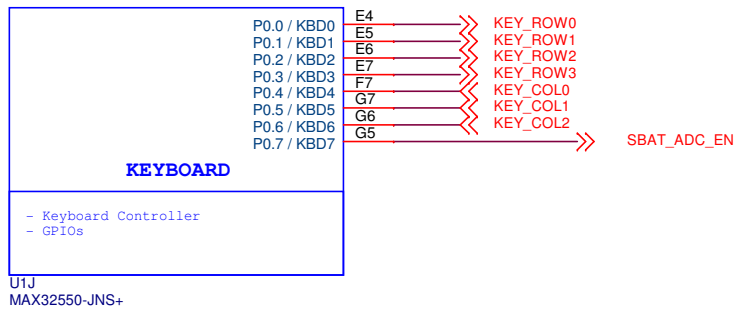 P0.0 / KBD0 E4 KEY_ROW0
P0.1 / KBD1 E5 KEY_ROW1
P0.2 / KBD2 E6 KEY_ROW2
P0.3 / KBD3 E7 KEY_ROW3
P0.4 / KBD4 F7 KEY_COL0
P0.5 / KBD5 G7 KEY_COL1
P0.6 / KBD6 G6 KEY_COL2
P0.7 / KBD7 G5 SBAT_ADC_EN
KEYBOARD
- Keyboard Controller
- GPIOs
U1J
MAX32550-JNS+